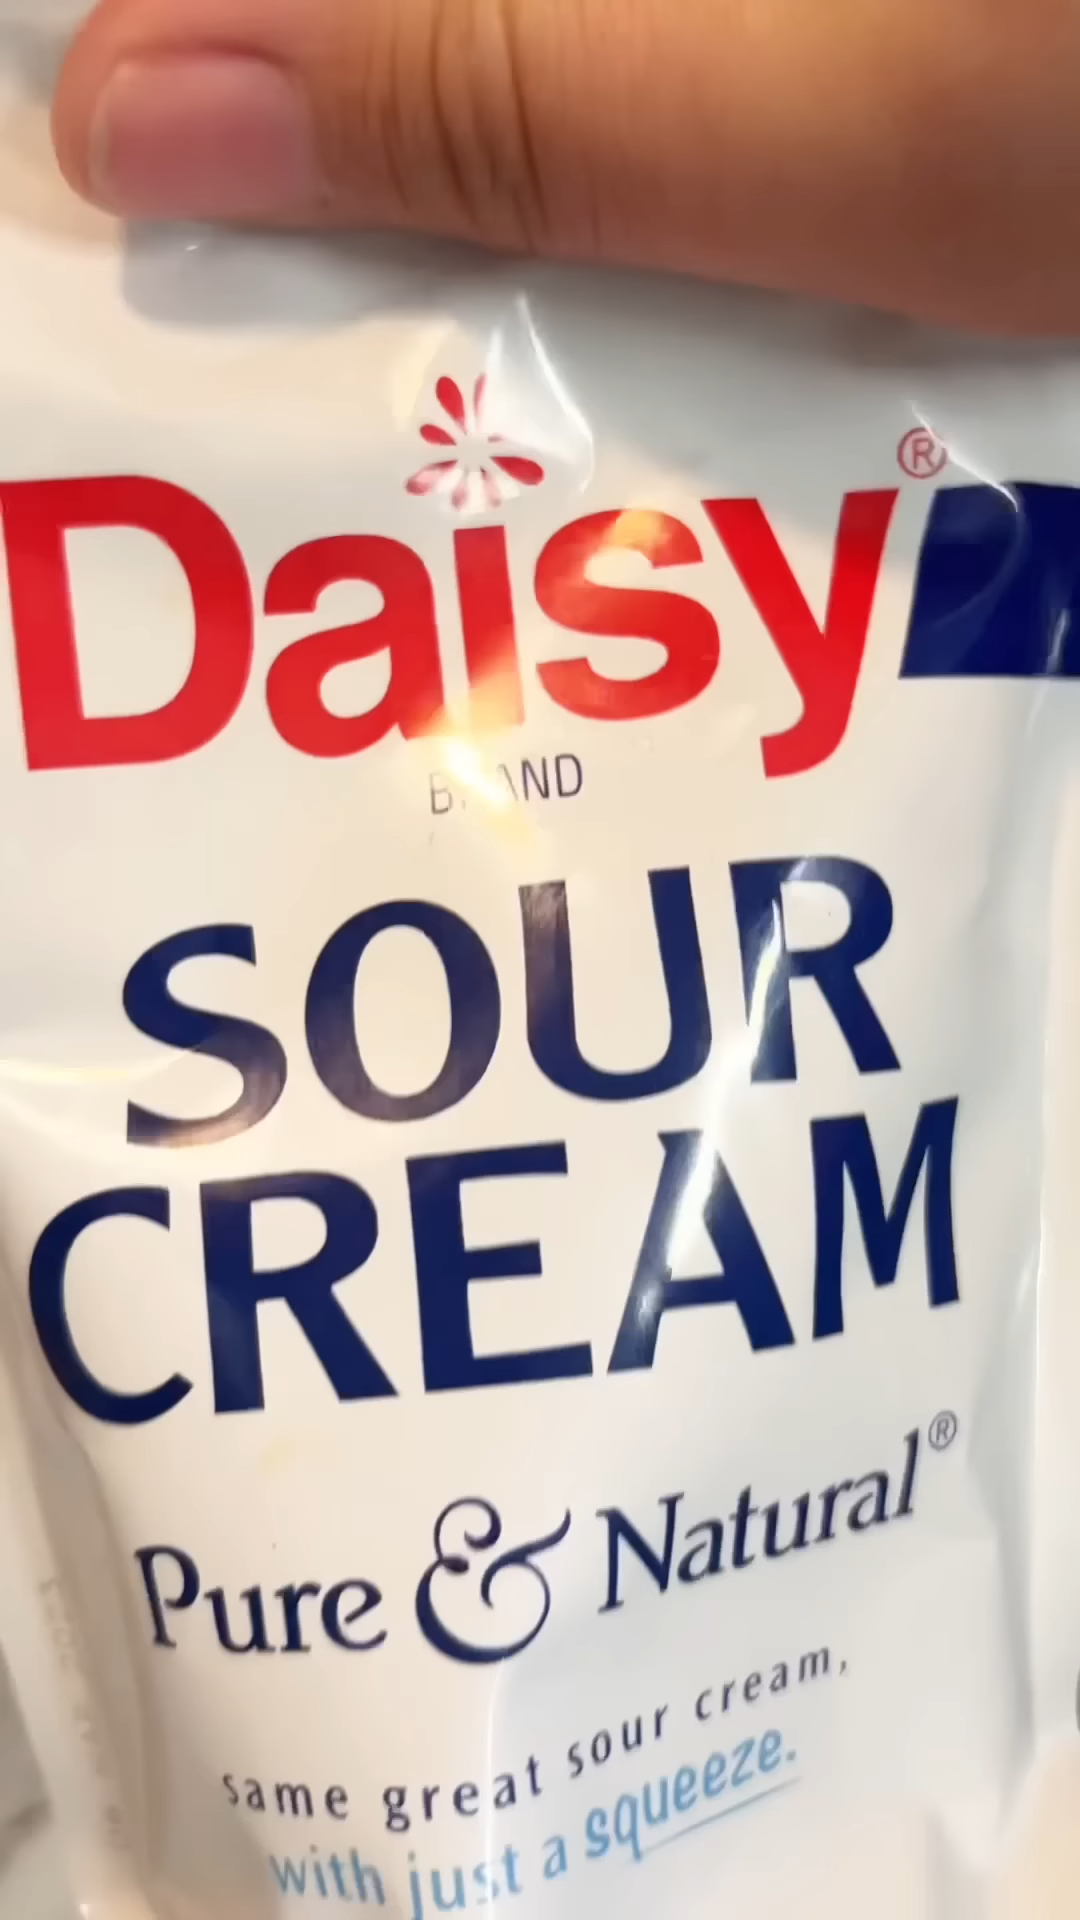 Daisy®
BRAND
SOUR
CREAM
Pure & Natural®
same great sour cream,
with just a squeeze.